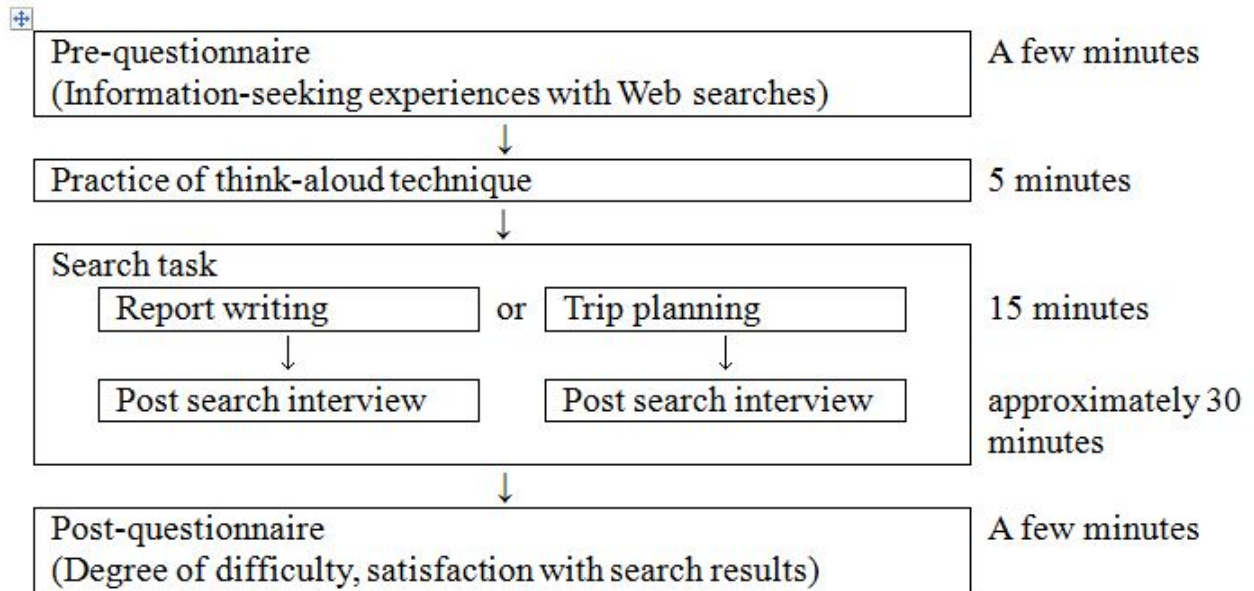 Pre-questionnaire
(Information-seeking experiences with Web searches)
A few minutes
↓
Practice of think-aloud technique
5 minutes
↓
Search task
Report writing
or
Trip planning
15 minutes
↓ ↓
Post search interview
Post search interview
approximately 30
minutes
↓
Post-questionnaire
(Degree of difficulty, satisfaction with search results)
A few minutes